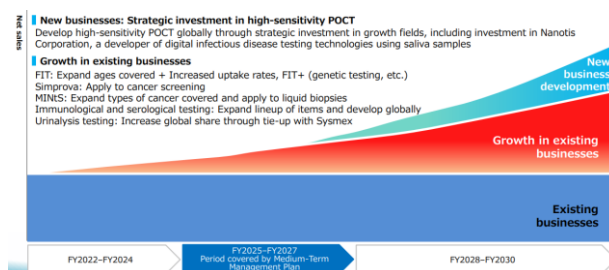 Net sales
New businesses: Strategic investment in high-sensitivity POCT
Develop high-sensitivity POCT globally through strategic investment in growth fields, including investment in Nanotis
Corporation, a developer of digital infectious disease testing technologies using saliva samples
Growth in existing businesses
FIT: Expand ages covered + Increased uptake rates, FIT+ (genetic testing, etc.)
Simprova: Apply to cancer screening
MINtS: Expand types of cancer covered and apply to liquid biopsies
Immunological and serological testing: Expand lineup of items and develop globally
Urinalysis testing: Increase global share through tie-up with Sysmex
New
business
development
Growth in existing
businesses
Existing
businesses
FY2022–FY2024
FY2025–FY2027
Period covered by Medium-Term
Management Plan
FY2028–FY2030